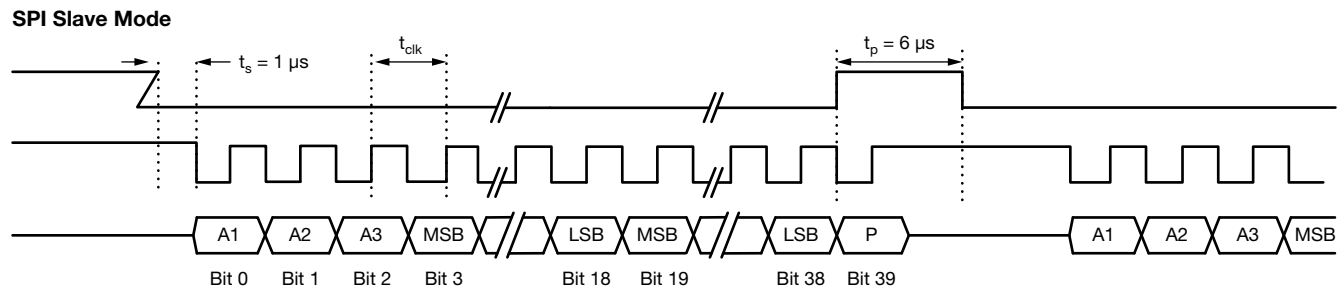 SPI Slave Mode
t_s = 1 µs
t_clk
t_p = 6 µs
A1 A2 A3 MSB LSB MSB LSB P A1 A2 A3 MSB
Bit 0 Bit 1 Bit 2 Bit 3 Bit 18 Bit 19 Bit 38 Bit 39